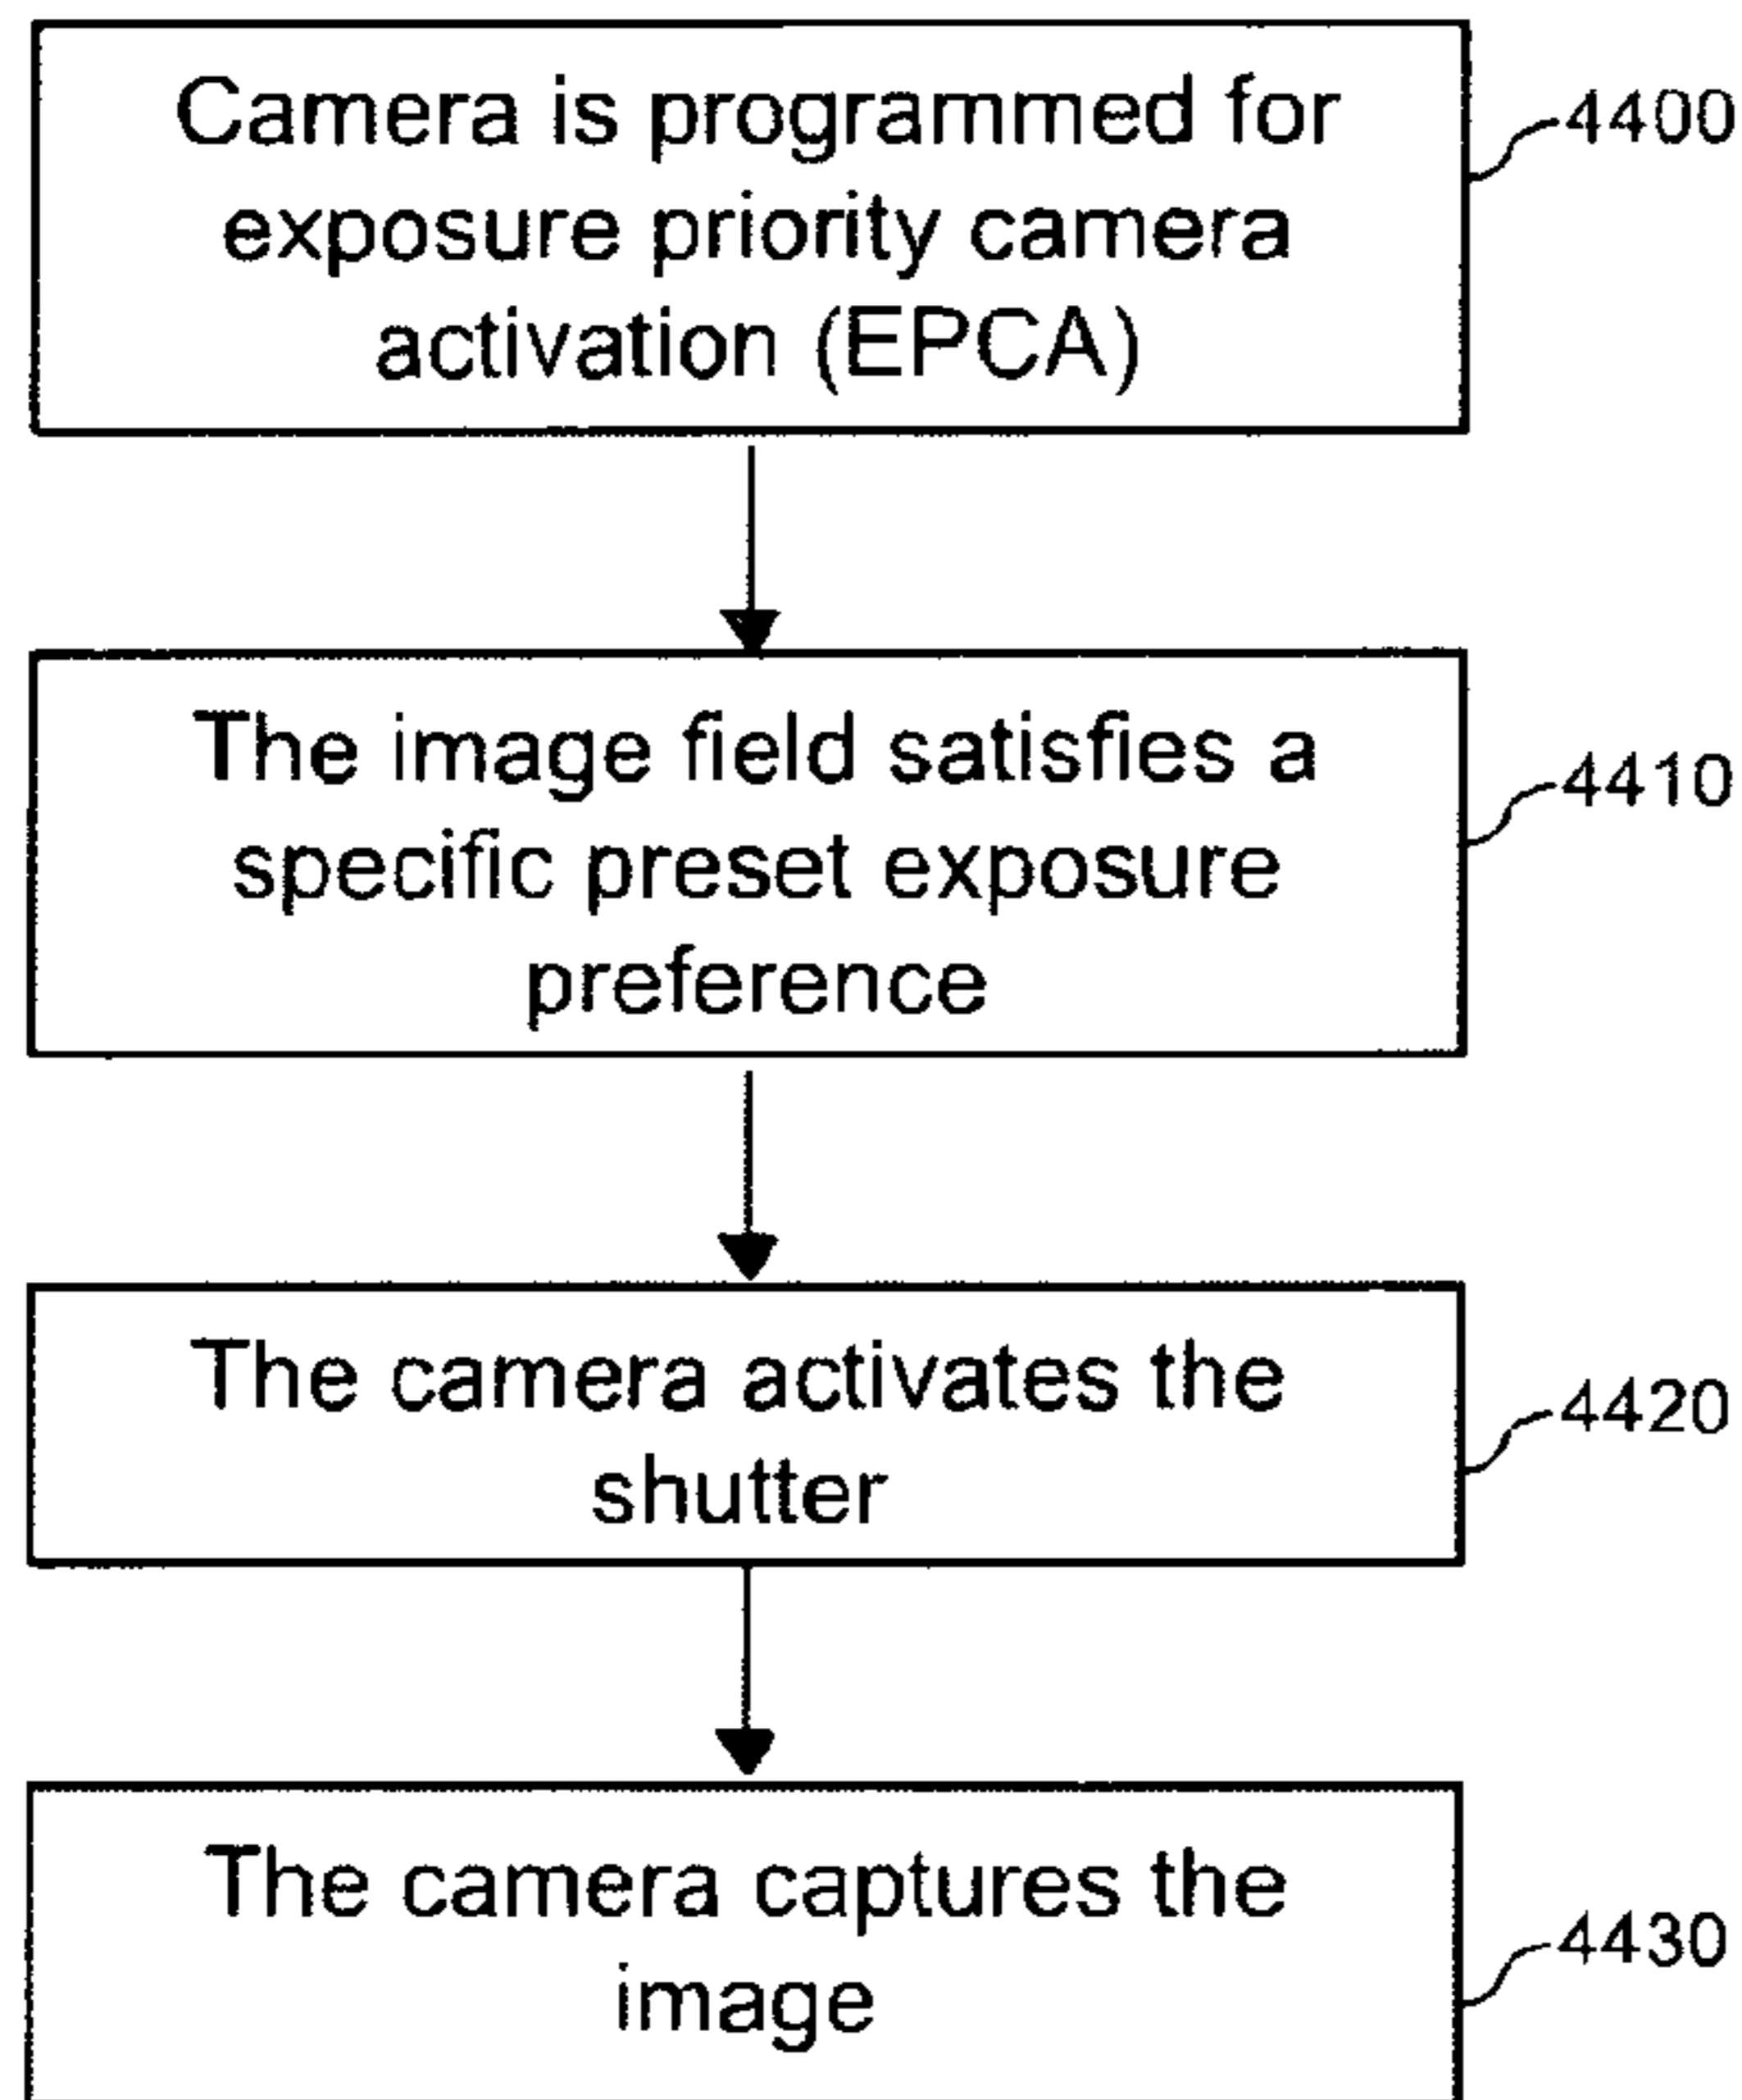 Camera is programmed for
exposure priority camera
activation (EPCA)
4400
The image field satisfies a
specific preset exposure
preference
4410
The camera activates the
shutter
4420
The camera captures the
image
4430